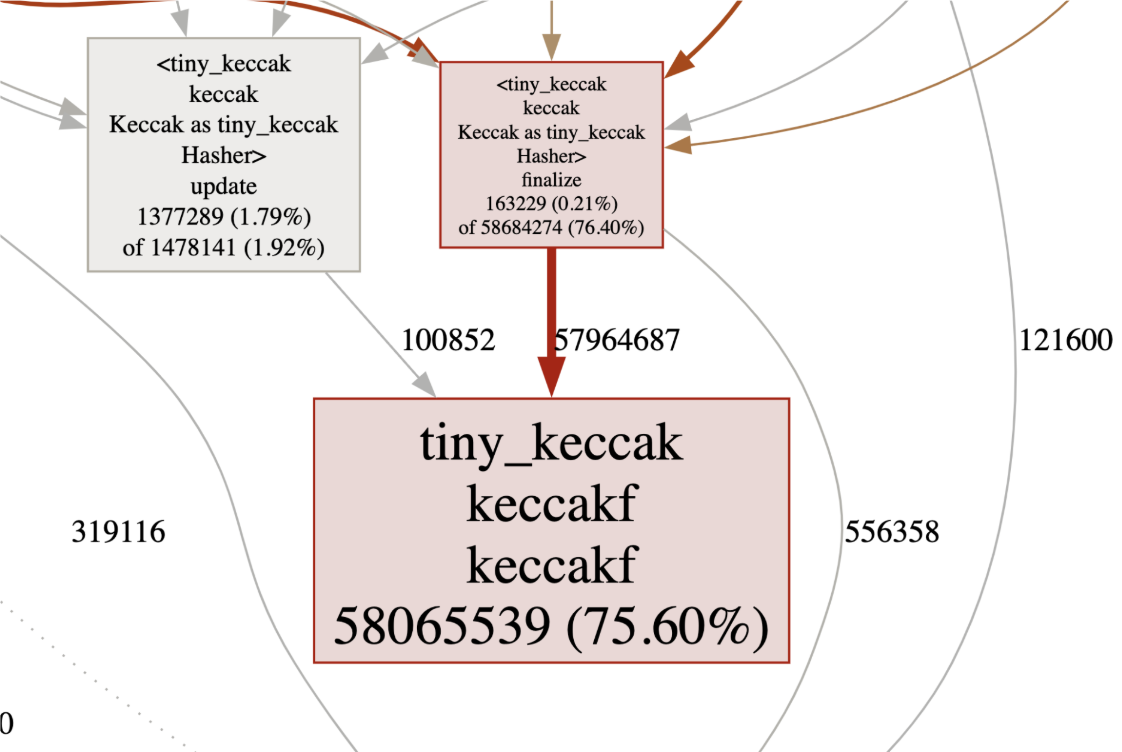 <tiny_keccak
keccak
Keccak as tiny_keccak
Hasher>
update
1377289 (1.79%)
of 1478141 (1.92%)
<tiny_keccak
keccak
Keccak as tiny_keccak
Hasher>
finalize
163229 (0.21%)
of 58684274 (76.40%)
100852
57964687
121600
tiny_keccak
keccakf
keccakf
58065539 (75.60%)
319116
556358
0